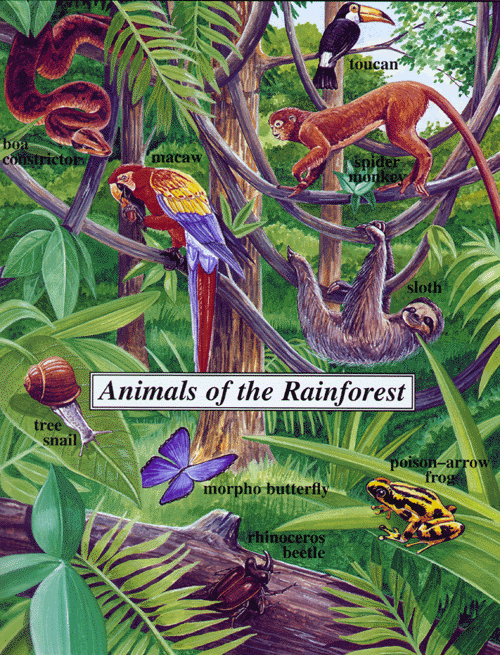 toucan
boa
constrictor
macaw
spider
monkey
sloth
Animals of the Rainforest
tree
snail
poison-arrow
frog
morpho butterfly
rhinoceros
beetle